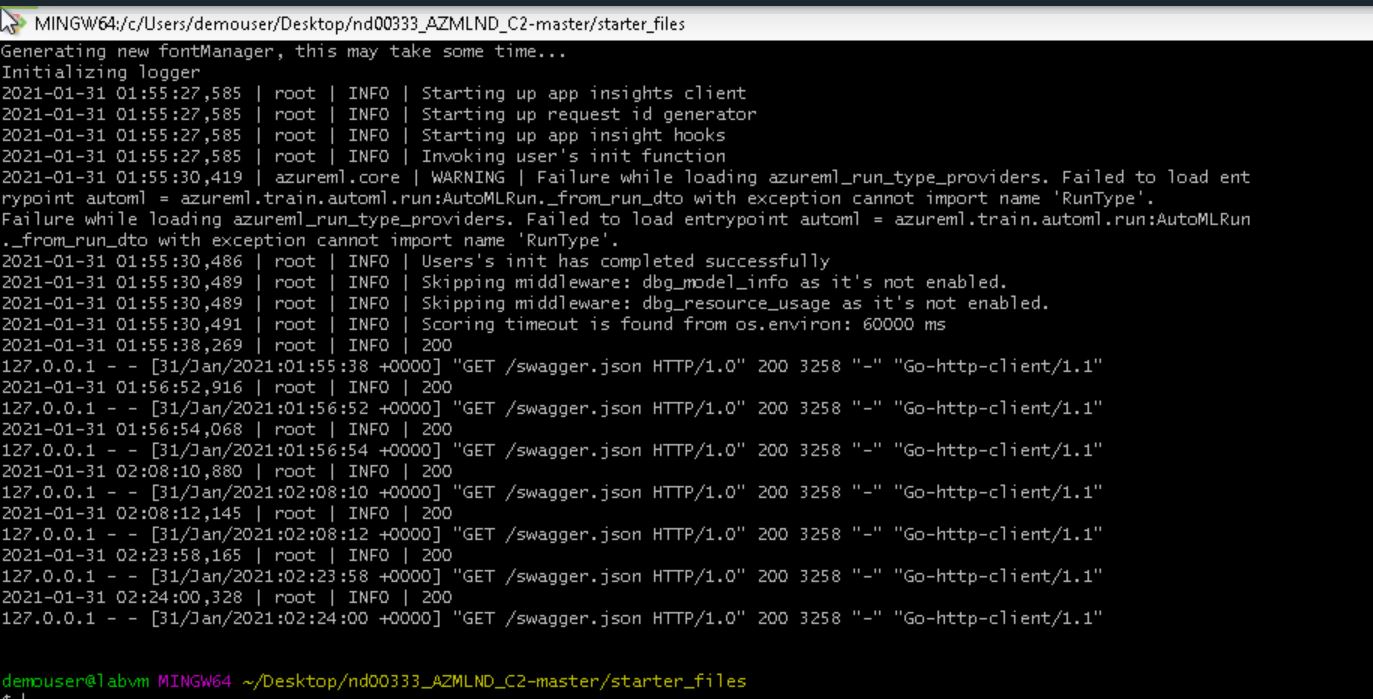 MINGW64:/c/Users/demouser/Desktop/nd00333_AZMLND_C2-master/starter_files
Generating new fontManager, this may take some time...
Initializing logger
2021-01-31 01:55:27,585 | root | INFO | Starting up app insights client
2021-01-31 01:55:27,585 | root | INFO | Starting up request id generator
2021-01-31 01:55:27,585 | root | INFO | Starting up app insight hooks
2021-01-31 01:55:27,585 | root | INFO | Invoking user's init function
2021-01-31 01:55:30,419 | azureml.core | WARNING | Failure while loading azureml_run_type_providers. Failed to load ent
rypoint automl = azureml.train.automl.run:AutoMLRun._from_run_dto with exception cannot import name 'RunType'.
Failure while loading azureml_run_type_providers. Failed to load entrypoint automl = azureml.train.automl.run:AutoMLRun
._from_run_dto with exception cannot import name 'RunType'.
2021-01-31 01:55:30,486 | root | INFO | Users's init has completed successfully
2021-01-31 01:55:30,489 | root | INFO | Skipping middleware: dbg_model_info as it's not enabled.
2021-01-31 01:55:30,489 | root | INFO | Skipping middleware: dbg_resource_usage as it's not enabled.
2021-01-31 01:55:30,491 | root | INFO | Scoring timeout is found from os.environ: 60000 ms
2021-01-31 01:55:38,269 | root | INFO | 200
127.0.0.1 - - [31/Jan/2021:01:55:38 +0000] "GET /swagger.json HTTP/1.0" 200 3258 "-" "Go-http-client/1.1"
2021-01-31 01:56:52,916 | root | INFO | 200
127.0.0.1 - - [31/Jan/2021:01:56:52 +0000] "GET /swagger.json HTTP/1.0" 200 3258 "-" "Go-http-client/1.1"
2021-01-31 01:56:54,068 | root | INFO | 200
127.0.0.1 - - [31/Jan/2021:01:56:54 +0000] "GET /swagger.json HTTP/1.0" 200 3258 "-" "Go-http-client/1.1"
2021-01-31 02:08:10,880 | root | INFO | 200
127.0.0.1 - - [31/Jan/2021:02:08:10 +0000] "GET /swagger.json HTTP/1.0" 200 3258 "-" "Go-http-client/1.1"
2021-01-31 02:08:12,145 | root | INFO | 200
127.0.0.1 - - [31/Jan/2021:02:08:12 +0000] "GET /swagger.json HTTP/1.0" 200 3258 "-" "Go-http-client/1.1"
2021-01-31 02:23:58,165 | root | INFO | 200
127.0.0.1 - - [31/Jan/2021:02:23:58 +0000] "GET /swagger.json HTTP/1.0" 200 3258 "-" "Go-http-client/1.1"
2021-01-31 02:24:00,328 | root | INFO | 200
127.0.0.1 - - [31/Jan/2021:02:24:00 +0000] "GET /swagger.json HTTP/1.0" 200 3258 "-" "Go-http-client/1.1"
demouser@labvm MINGW64 ~/Desktop/nd00333_AZMLND_C2-master/starter_files